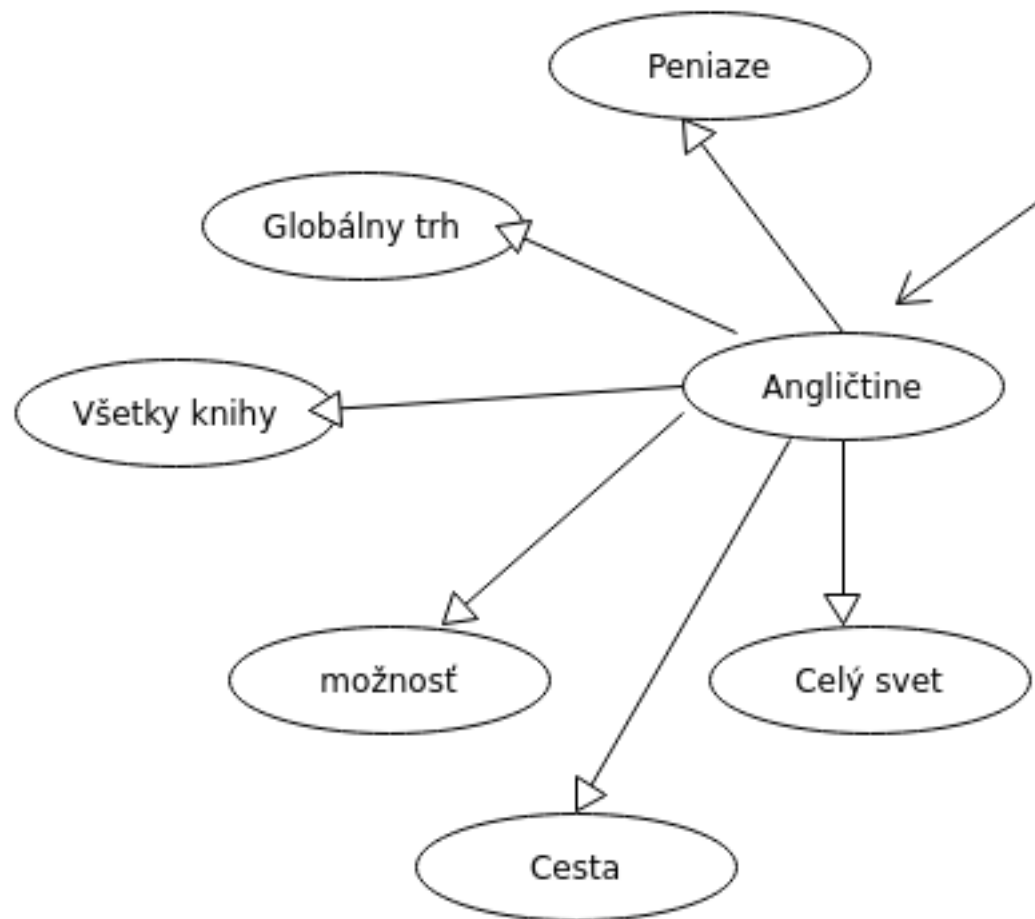 Peniaze
Globálny trh
Angličtine
Všetky knihy
možnosť
Celý svet
Cesta